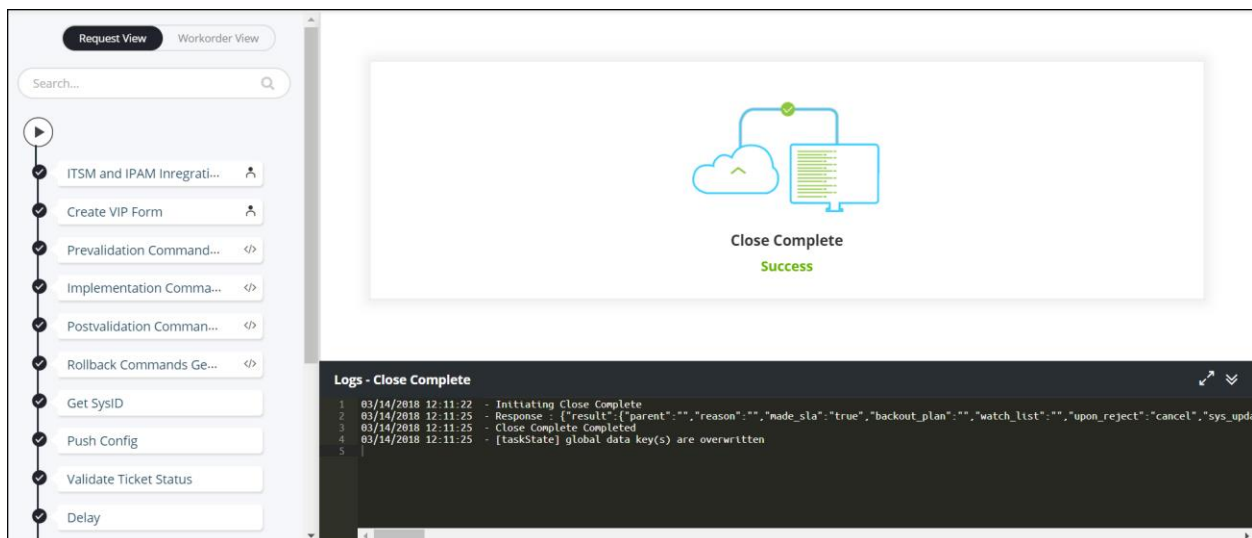 Request View
Workorder View
Search...
ITSM and IPAM Inregrati...
Create VIP Form
Prevalidation Command...
Implementation Comma...
Postvalidation Comman...
Rollback Commands Ge...
Get SysID
Push Config
Validate Ticket Status
Delay
Close Complete
Success
Logs - Close Complete
1 03/14/2018 12:11:22 - Initiating Close Complete
2 03/14/2018 12:11:25 - Response : {"result":{"parent":"","reason":"","made_sla":"true","backout_plan":"","watch_list":"","upon_reject":"cancel","sys_upda
3 03/14/2018 12:11:25 - Close Complete Completed
4 03/14/2018 12:11:25 - [taskState] global data key(s) are overwritten
5